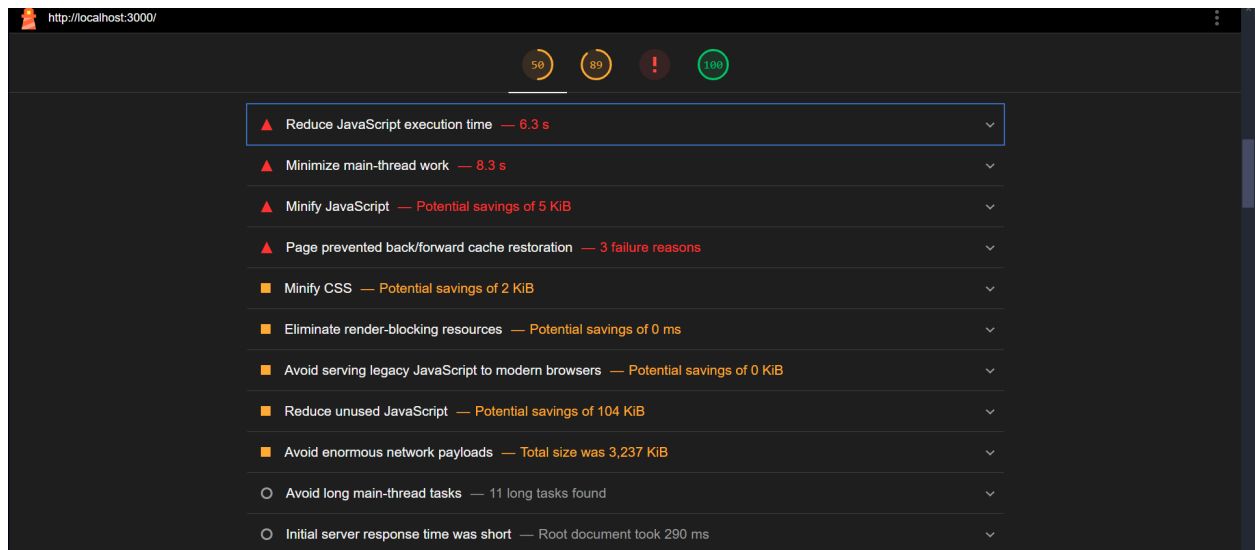 http://localhost:3000/
50 89 ! 100
Reduce JavaScript execution time — 6.3 s
Minimize main-thread work — 8.3 s
Minify JavaScript — Potential savings of 5 KiB
Page prevented back/forward cache restoration — 3 failure reasons
Minify CSS — Potential savings of 2 KiB
Eliminate render-blocking resources — Potential savings of 0 ms
Avoid serving legacy JavaScript to modern browsers — Potential savings of 0 KiB
Reduce unused JavaScript — Potential savings of 104 KiB
Avoid enormous network payloads — Total size was 3,237 KiB
Avoid long main-thread tasks — 11 long tasks found
Initial server response time was short — Root document took 290 ms